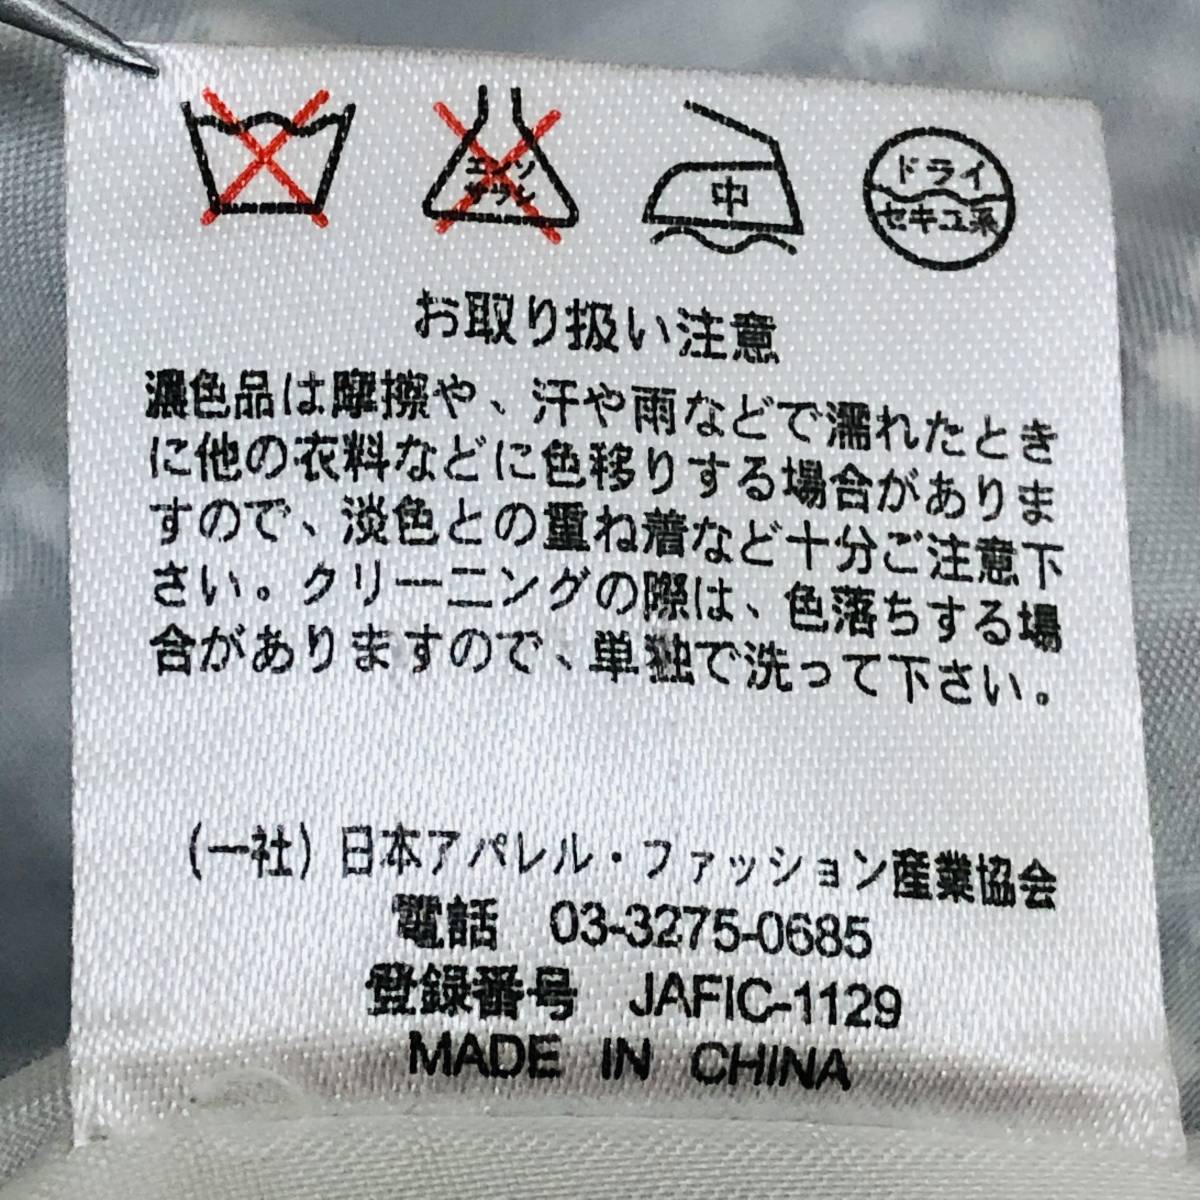 エンソ
サラシ
中
ドライ
セキユ系
お取り扱い注意
濃色品は摩擦や、汗や雨などで濡れたとき
に他の衣料などに色移りする場合がありま
すので、淡色との重ね着など十分ご注意下
さい。クリーニングの際は、色落ちする場
合がありますので、単独で洗って下さい。
(一社)日本アパレル・ファッション産業協会
電話 03-3275-0685
登録番号 JAFIC-1129
MADE IN CHINA